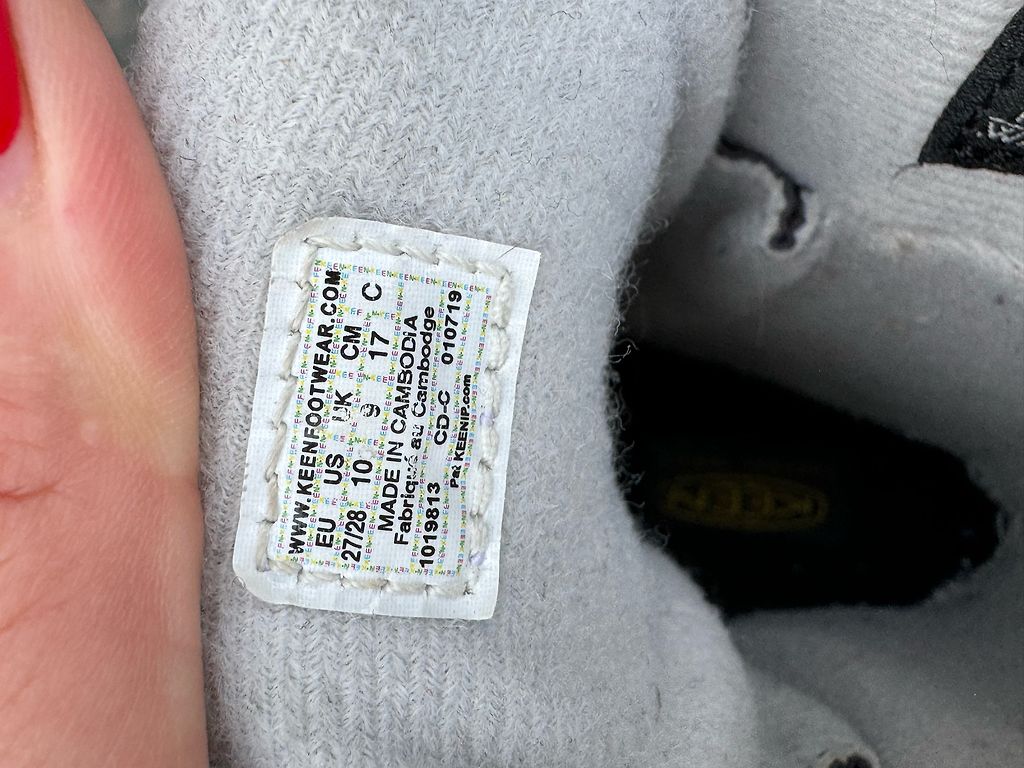 WWW.KEENFOOTWEAR.COM
EU US UK CM
27/28 10 9 17 C
MADE IN CAMBODIA
Fabriqué au Cambodge
1019813 CD-C 010719
Pat KEENIP.com
KEEN